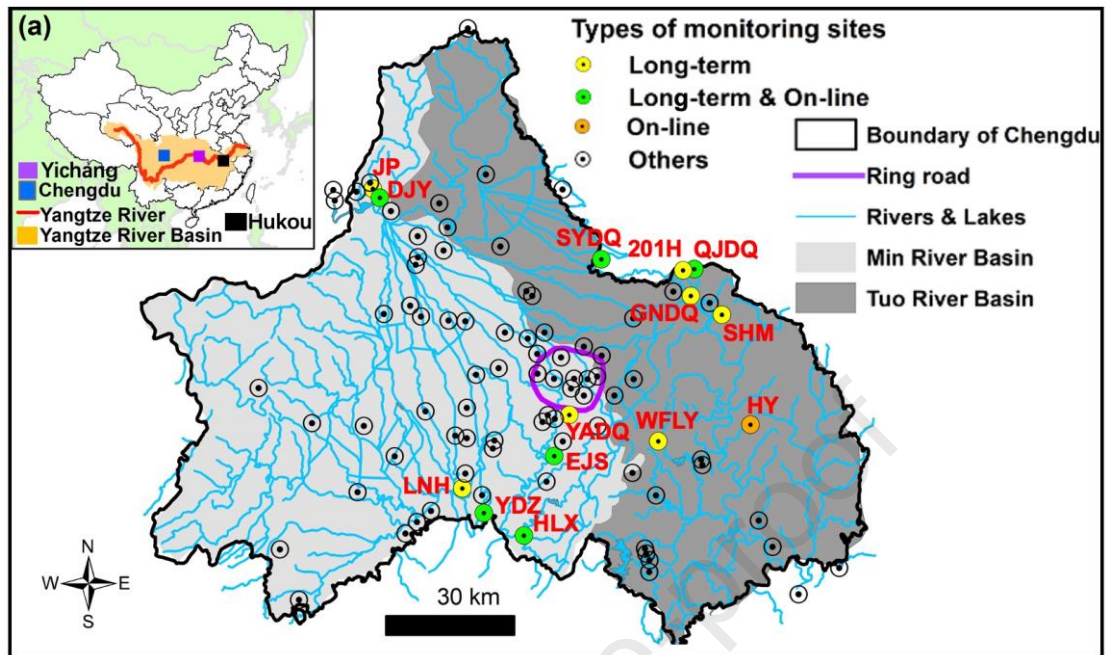 (a)
Yichang
Chengdu
Yangtze River
Hukou
Yangtze River Basin
Types of monitoring sites
Long-term
Long-term & On-line
On-line
Others
Boundary of Chengdu
Ring road
Rivers & Lakes
Min River Basin
Tuo River Basin
JP
DJY
SYDQ
201H
QJDQ
GNDQ
SHM
HY
WFLY
YADQ
EJS
LNH
YDZ
HLX
N
W
E
S
30 km
proof